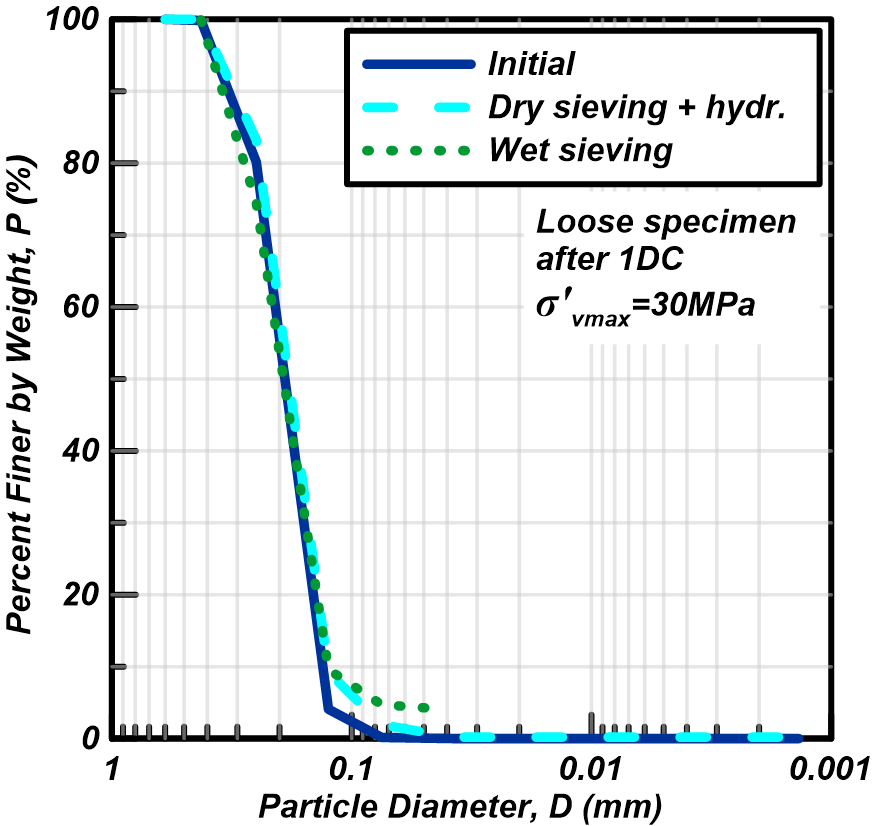 100
80
60
40
20
0
Percent Finer by Weight, P (%)
Initial
Dry sieving + hydr.
Wet sieving
Loose specimen
after 1DC
σ'vmax=30MPa
1
0.1
0.01
0.001
Particle Diameter, D (mm)